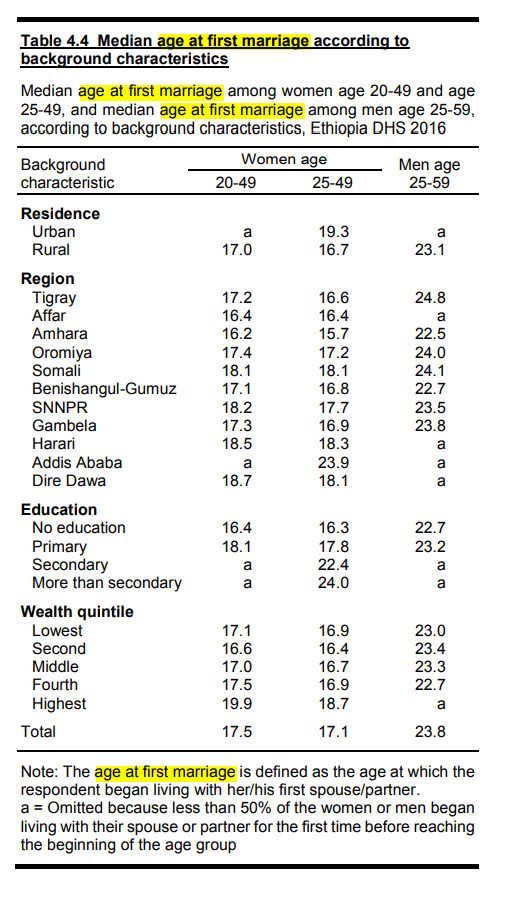 Table 4.4 Median age at first marriage according to
background characteristics
Median age at first marriage among women age 20-49 and age
25-49, and median age at first marriage among men age 25-59,
according to background characteristics, Ethiopia DHS 2016
Background characteristic Women age Men age
20-49 25-49 25-59
Residence
Urban a 19.3 a
Rural 17.0 16.7 23.1
Region
Tigray 17.2 16.6 24.8
Affar 16.4 16.4 a
Amhara 16.2 15.7 22.5
Oromiya 17.4 17.2 24.0
Somali 18.1 18.1 24.1
Benishangul-Gumuz 17.1 16.8 22.7
SNNPR 18.2 17.7 23.5
Gambela 17.3 16.9 23.8
Harari 18.5 18.3 a
Addis Ababa a 23.9 a
Dire Dawa 18.7 18.1 a
Education
No education 16.4 16.3 22.7
Primary 18.1 17.8 23.2
Secondary a 22.4 a
More than secondary a 24.0 a
Wealth quintile
Lowest 17.1 16.9 23.0
Second 16.6 16.4 23.4
Middle 17.0 16.7 23.3
Fourth 17.5 16.9 22.7
Highest 19.9 18.7 a
Total 17.5 17.1 23.8
Note: The age at first marriage is defined as the age at which the
respondent began living with her/his first spouse/partner.
a = Omitted because less than 50% of the women or men began
living with their spouse or partner for the first time before reaching
the beginning of the age group